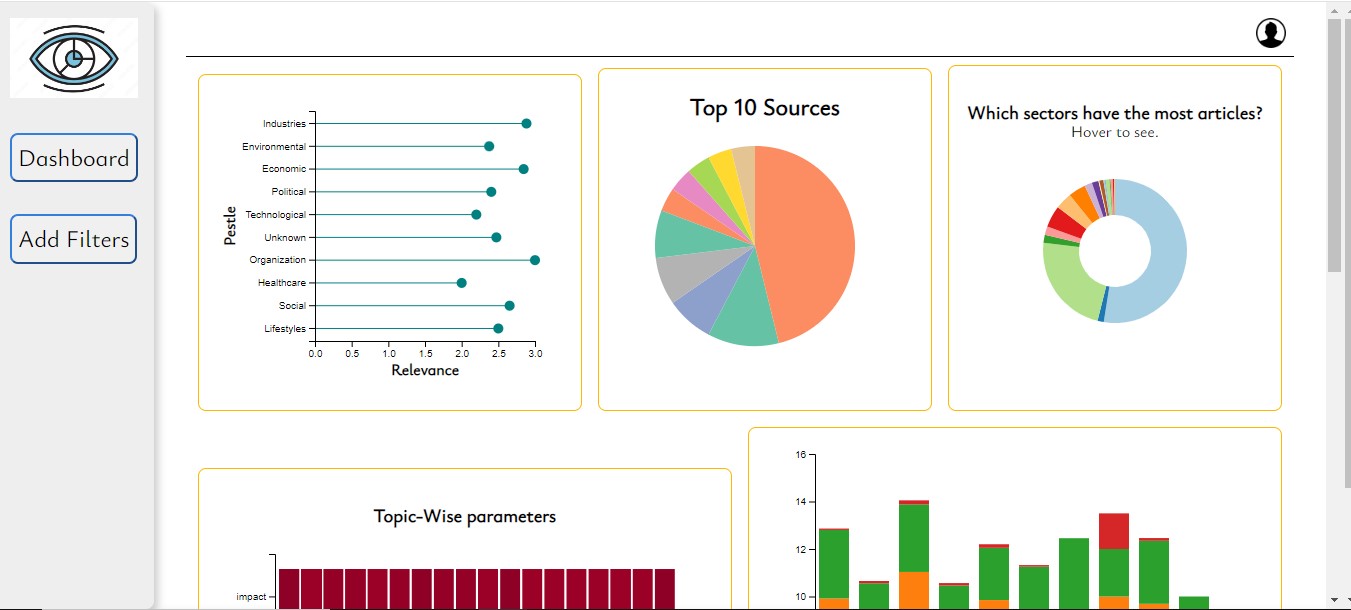 Dashboard
Add Filters
Pestle
Industries
Environmental
Economic
Political
Technological
Unknown
Organization
Healthcare
Social
Lifestyles
0.0 0.5 1.0 1.5 2.0 2.5 3.0
Relevance
Top 10 Sources
Which sectors have the most articles?
Hover to see.
Topic-Wise parameters
impact
16
14
12
10